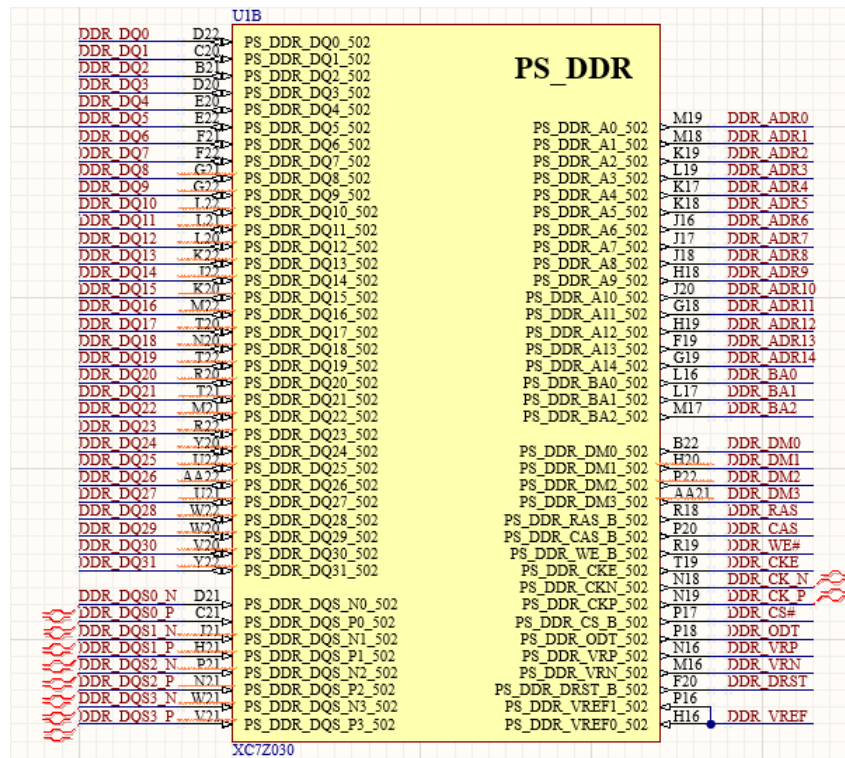 U1B
PS_DDR
DDR_DQ0 D22 PS_DDR_DQ0_502
DDR_DQ1 C20 PS_DDR_DQ1_502
DDR_DQ2 B21 PS_DDR_DQ2_502
DDR_DQ3 D20 PS_DDR_DQ3_502
DDR_DQ4 E20 PS_DDR_DQ4_502
DDR_DQ5 E22 PS_DDR_DQ5_502
DDR_DQ6 F21 PS_DDR_DQ6_502
DDR_DQ7 F22 PS_DDR_DQ7_502
DDR_DQ8 G21 PS_DDR_DQ8_502
DDR_DQ9 G22 PS_DDR_DQ9_502
DDR_DQ10 L22 PS_DDR_DQ10_502
DDR_DQ11 L21 PS_DDR_DQ11_502
DDR_DQ12 L20 PS_DDR_DQ12_502
DDR_DQ13 K22 PS_DDR_DQ13_502
DDR_DQ14 J22 PS_DDR_DQ14_502
DDR_DQ15 K20 PS_DDR_DQ15_502
DDR_DQ16 M22 PS_DDR_DQ16_502
DDR_DQ17 T20 PS_DDR_DQ17_502
DDR_DQ18 N20 PS_DDR_DQ18_502
DDR_DQ19 T22 PS_DDR_DQ19_502
DDR_DQ20 R20 PS_DDR_DQ20_502
DDR_DQ21 T21 PS_DDR_DQ21_502
DDR_DQ22 M21 PS_DDR_DQ22_502
DDR_DQ23 R22 PS_DDR_DQ23_502
DDR_DQ24 Y20 PS_DDR_DQ24_502
DDR_DQ25 U22 PS_DDR_DQ25_502
DDR_DQ26 AA22 PS_DDR_DQ26_502
DDR_DQ27 U21 PS_DDR_DQ27_502
DDR_DQ28 W22 PS_DDR_DQ28_502
DDR_DQ29 W20 PS_DDR_DQ29_502
DDR_DQ30 V20 PS_DDR_DQ30_502
DDR_DQ31 Y22 PS_DDR_DQ31_502
DDR_DQS0_N D21 PS_DDR_DQS_N0_502
DDR_DQS0_P C21 PS_DDR_DQS_P0_502
DDR_DQS1_N J21 PS_DDR_DQS_N1_502
DDR_DQS1_P H21 PS_DDR_DQS_P1_502
DDR_DQS2_N P21 PS_DDR_DQS_N2_502
DDR_DQS2_P N21 PS_DDR_DQS_P2_502
DDR_DQS3_N W21 PS_DDR_DQS_N3_502
DDR_DQS3_P V21 PS_DDR_DQS_P3_502
PS_DDR_A0_502 M19 DDR_ADR0
PS_DDR_A1_502 M18 DDR_ADR1
PS_DDR_A2_502 K19 DDR_ADR2
PS_DDR_A3_502 L19 DDR_ADR3
PS_DDR_A4_502 K17 DDR_ADR4
PS_DDR_A5_502 K18 DDR_ADR5
PS_DDR_A6_502 J16 DDR_ADR6
PS_DDR_A7_502 J17 DDR_ADR7
PS_DDR_A8_502 J18 DDR_ADR8
PS_DDR_A9_502 H18 DDR_ADR9
PS_DDR_A10_502 J20 DDR_ADR10
PS_DDR_A11_502 G18 DDR_ADR11
PS_DDR_A12_502 H19 DDR_ADR12
PS_DDR_A13_502 F19 DDR_ADR13
PS_DDR_A14_502 G19 DDR_ADR14
PS_DDR_BA0_502 L16 DDR_BA0
PS_DDR_BA1_502 L17 DDR_BA1
PS_DDR_BA2_502 M17 DDR_BA2
PS_DDR_DM0_502 B22 DDR_DM0
PS_DDR_DM1_502 H20 DDR_DM1
PS_DDR_DM2_502 P22 DDR_DM2
PS_DDR_DM3_502 AA21 DDR_DM3
PS_DDR_RAS_B_502 R18 DDR_RAS
PS_DDR_CAS_B_502 P20 DDR_CAS
PS_DDR_WE_B_502 R19 DDR_WE#
PS_DDR_CKE_502 T19 DDR_CKE
PS_DDR_CKN_502 N18 DDR_CK_N
PS_DDR_CKP_502 N19 DDR_CK_P
PS_DDR_CS_B_502 P17 DDR_CS#
PS_DDR_ODT_502 P18 DDR_ODT
PS_DDR_VRP_502 N16 DDR_VRP
PS_DDR_VRN_502 M16 DDR_VRN
PS_DDR_DRST_B_502 F20 DDR_DRST
PS_DDR_VREF1_502 P16
PS_DDR_VREF0_502 H16 DDR_VREF
XC7Z030